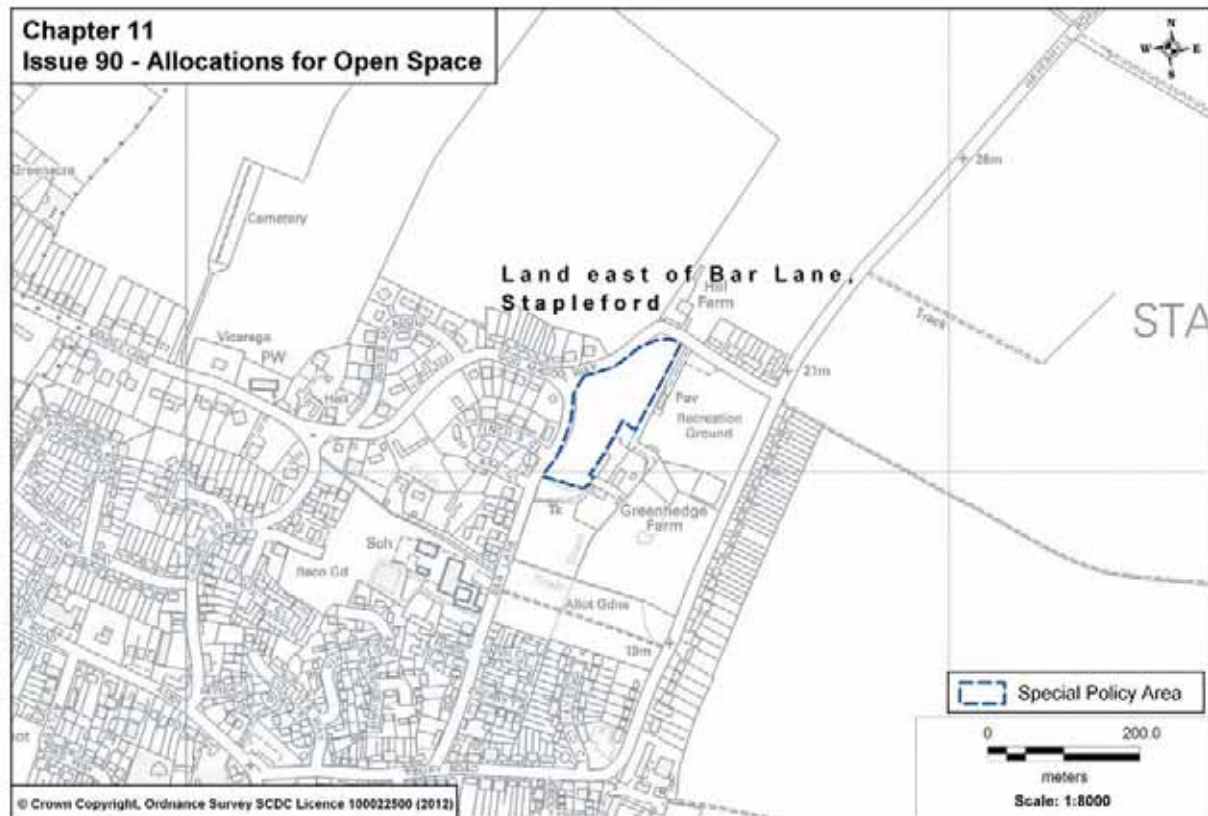 Chapter 11
Issue 90 - Allocations for Open Space
N
W E
S
26m
Cemetery
Land east of Bar Lane,
Stapleford
Hill
Farm
Track
STA
Vicarage
PW
Hall
21m
Pav
Recreation
Ground
Tk
Greenhedge
Farm
Sch
Recn Gd
Allot Gdns
19m
Special Policy Area
0 200.0
meters
Scale: 1:8000
© Crown Copyright, Ordnance Survey SCDC Licence 100022500 (2012)